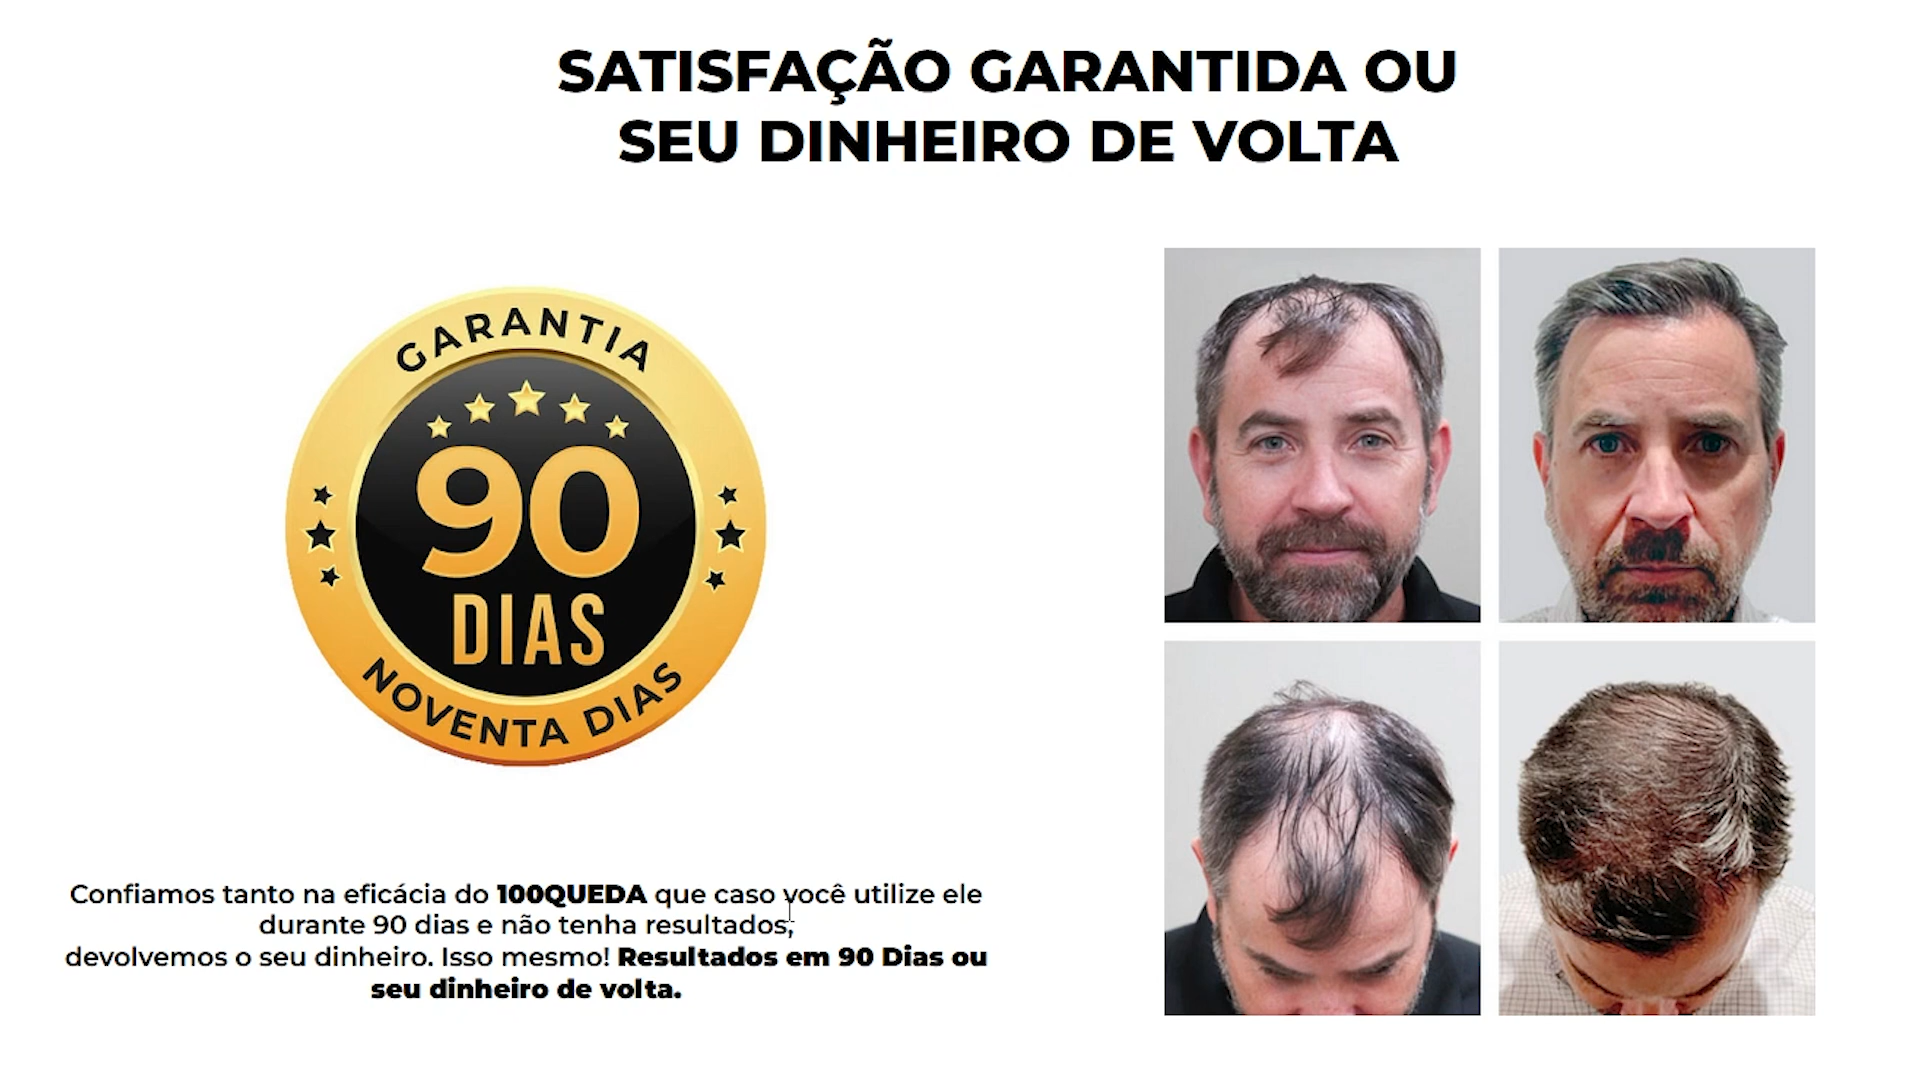 SATISFAÇÃO GARANTIDA OU
SEU DINHEIRO DE VOLTA
GARANTIA
90
DIAS
NOVENTA DIAS
Confiamos tanto na eficácia do 100QUEDA que caso você utilize ele
durante 90 dias e não tenha resultados,
devolvemos o seu dinheiro. Isso mesmo! Resultados em 90 Dias ou
seu dinheiro de volta.